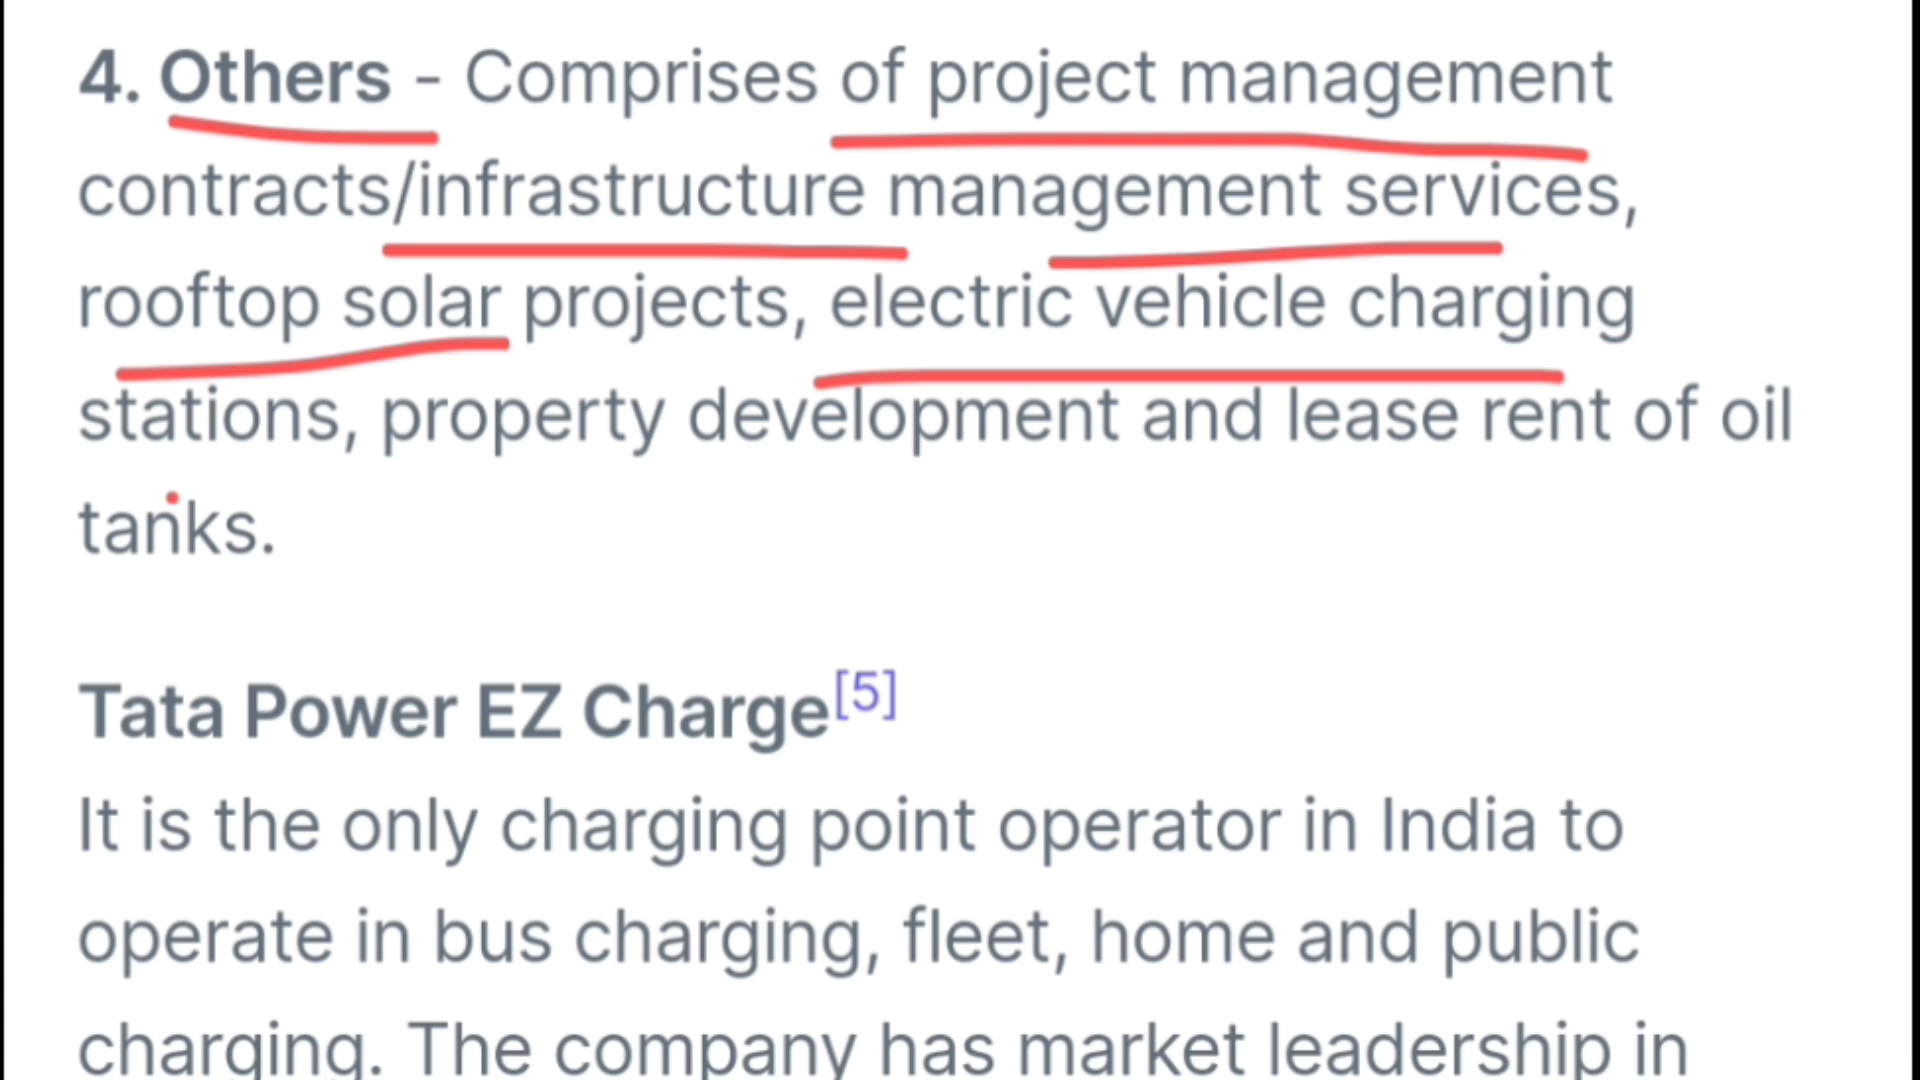 4. Others - Comprises of project management
contracts/infrastructure management services,
rooftop solar projects, electric vehicle charging
stations, property development and lease rent of oil
tanks.
Tata Power EZ Charge[5]
It is the only charging point operator in India to
operate in bus charging, fleet, home and public
charging. The company has market leadership in